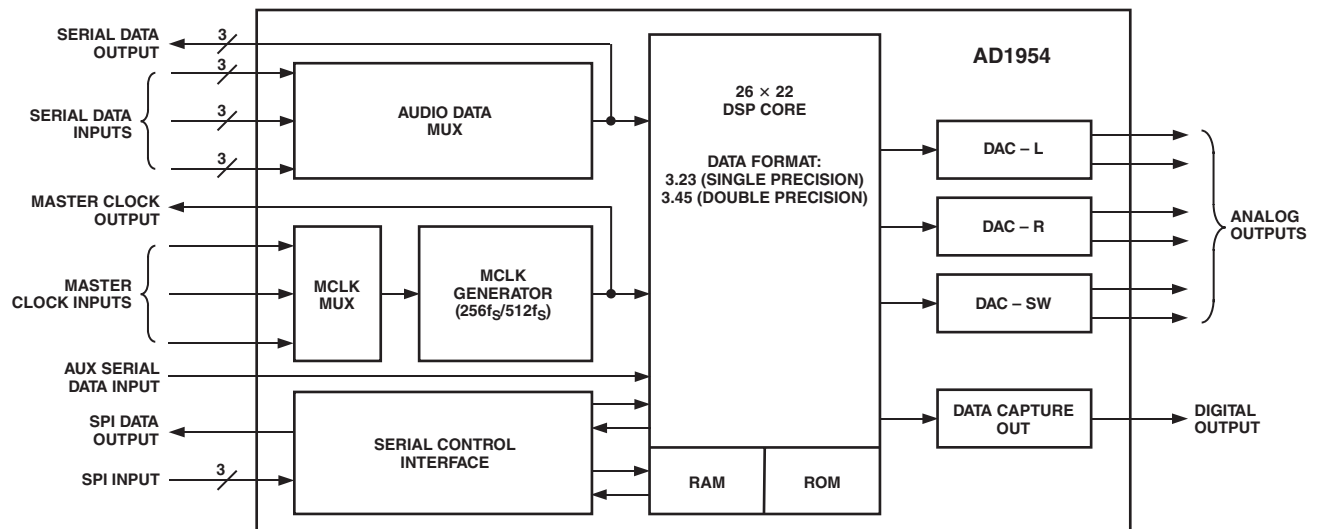 AD1954
SERIAL DATA
OUTPUT
3
3
SERIAL DATA
INPUTS
3
3
AUDIO DATA
MUX
26 × 22
DSP CORE
DATA FORMAT:
3.23 (SINGLE PRECISION)
3.45 (DOUBLE PRECISION)
DAC – L
DAC – R
DAC – SW
ANALOG
OUTPUTS
MASTER CLOCK
OUTPUT
MASTER
CLOCK INPUTS
MCLK
MUX
MCLK
GENERATOR
(256fS/512fS)
AUX SERIAL
DATA INPUT
SPI DATA
OUTPUT
SPI INPUT
3
SERIAL CONTROL
INTERFACE
RAM
ROM
DATA CAPTURE
OUT
DIGITAL
OUTPUT